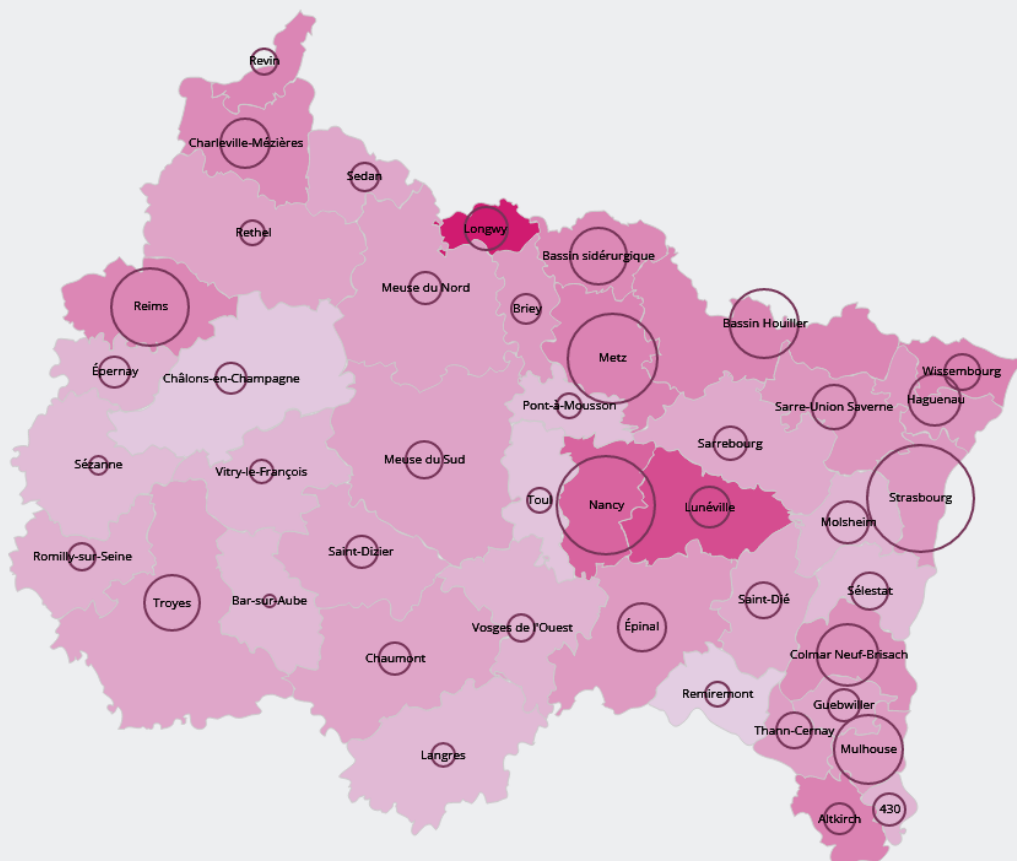 Revin
Charleville-Mézières
Sedan
Rethel
Longwy
Bassin sidérurgique
Meuse du Nord
Reims
Briey
Bassin Houiller
Metz
Épernay
Châlons-en-Champagne
Wissembourg
Haguenau
Pont-à-Mousson
Sarre-Union Saverne
Sarrebourg
Sézanne
Vitry-le-François
Meuse du Sud
Toul
Nancy
Lunéville
Strasbourg
Molsheim
Romilly-sur-Seine
Saint-Dizier
Troyes
Bar-sur-Aube
Saint-Dié
Sélestat
Vosges de l'Ouest
Épinal
Chaumont
Colmar Neuf-Brisach
Remiremont
Guebwiller
Thann-Cernay
Langres
Mulhouse
430
Altkirch